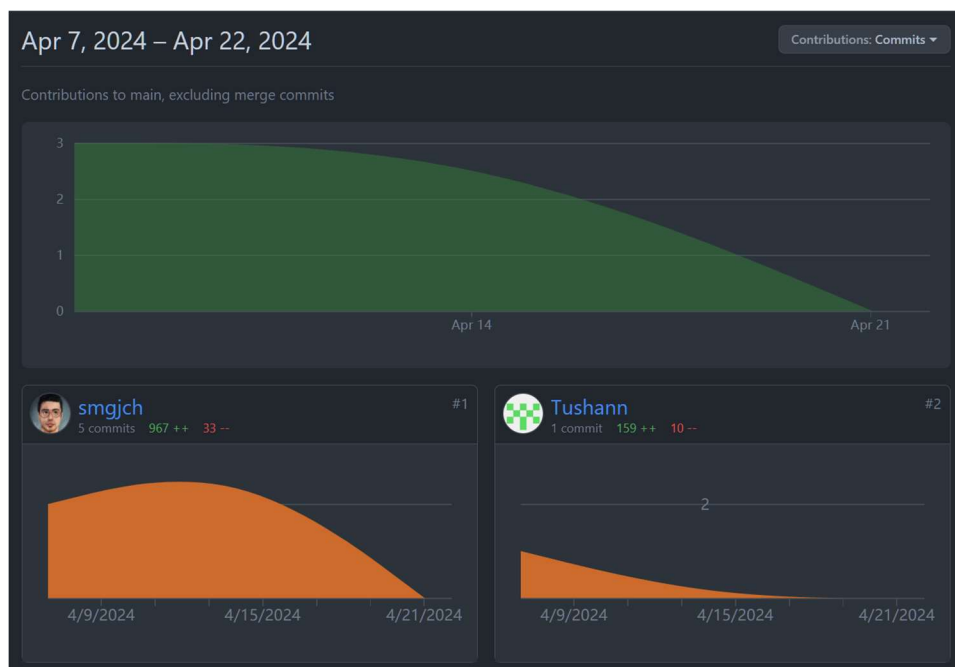 Apr 7, 2024 – Apr 22, 2024
Contributions: Commits
Contributions to main, excluding merge commits
3
2
1
0
Apr 14
Apr 21
smgjch
#1
5 commits 967 ++ 33 --
4/9/2024
4/15/2024
4/21/2024
Tushann
#2
1 commit 159 ++ 10 --
2
4/9/2024
4/15/2024
4/21/2024